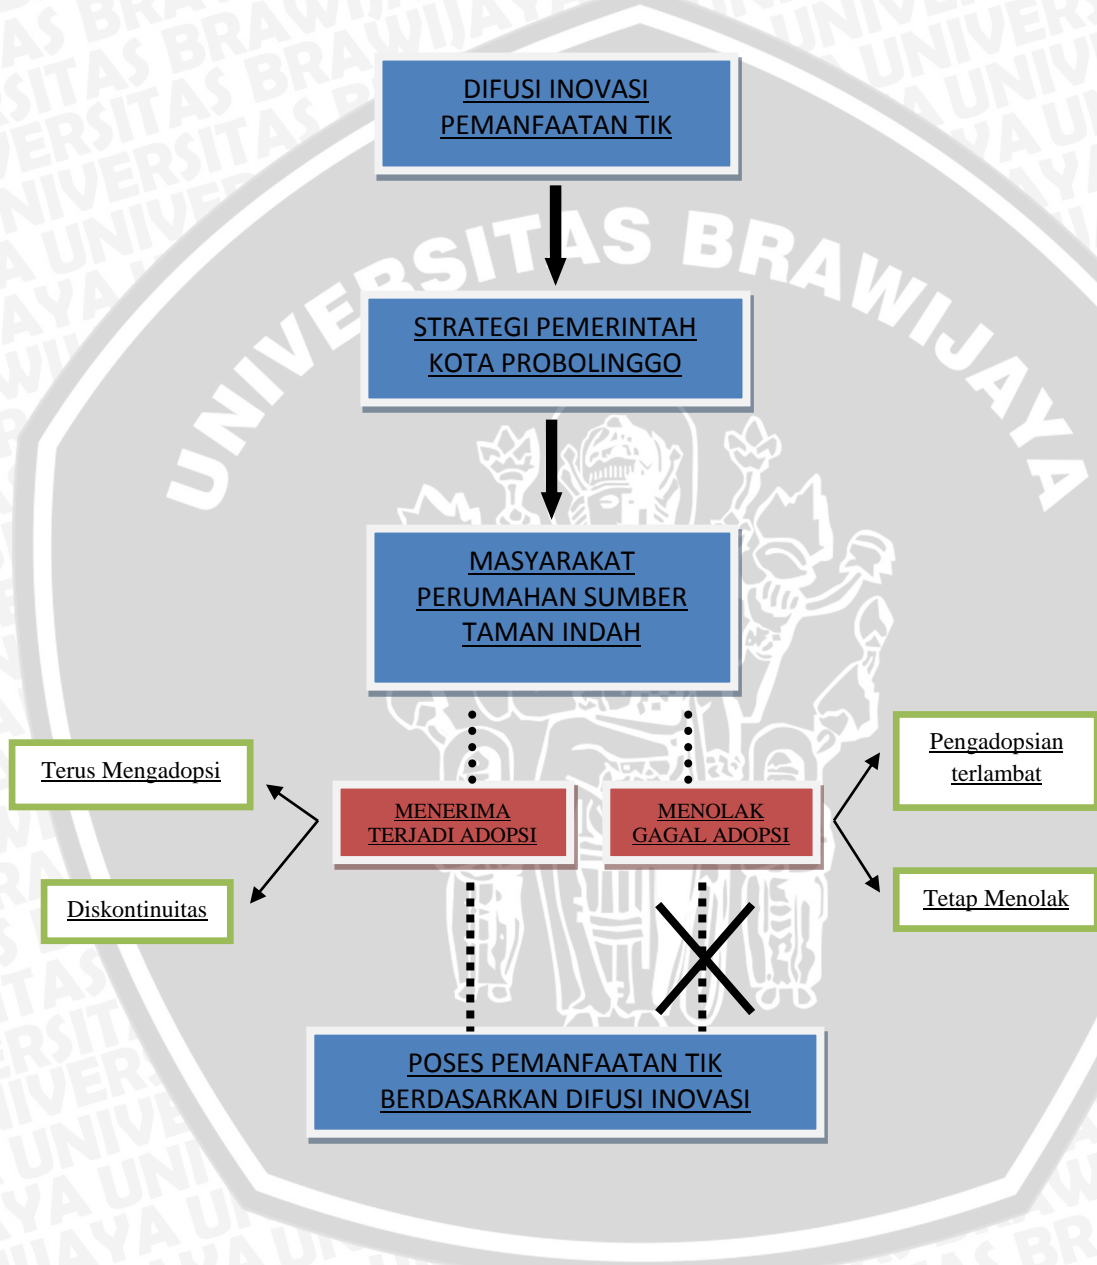 DIFUSI INOVASI
PEMANFAATAN TIK
UNIVERSITAS BRAWIJAYA
STRATEGI PEMERINTAH
KOTA PROBOLINGGO
MASYARAKAT
PERUMAHAN SUMBER
TAMAN INDAH
Terus Mengadopsi
Diskontinuitas
MENERIMA
TERJADI ADOPSI
MENOLAK
GAGAL ADOPSI
Pengadopsian
terlambat
Tetap Menolak
POSES PEMANFAATAN TIK
BERDASARKAN DIFUSI INOVASI